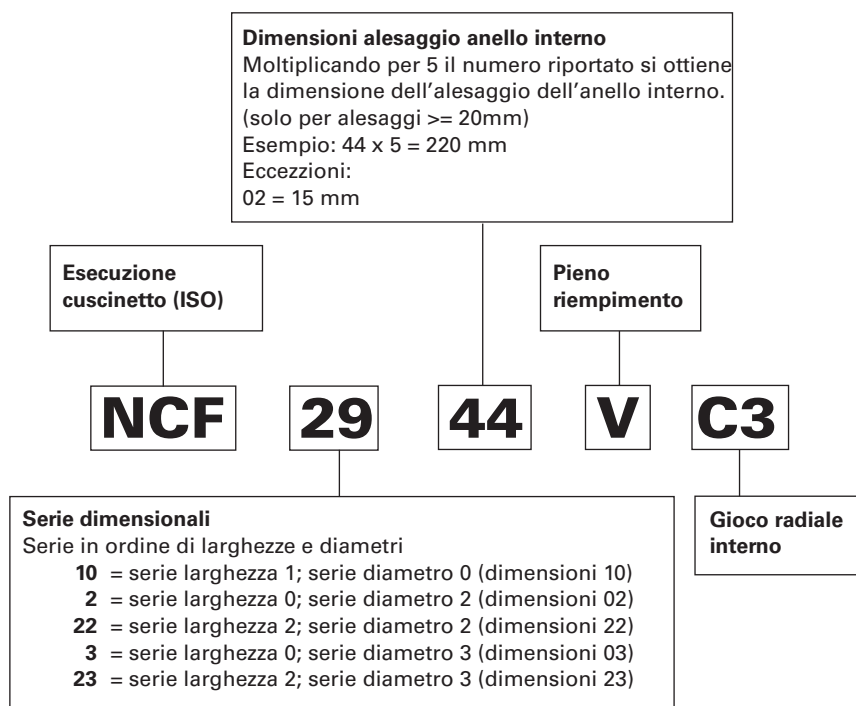 Dimensioni alesaggio anello interno
Moltiplicando per 5 il numero riportato si ottiene
la dimensione dell'alesaggio dell'anello interno.
(solo per alesaggi >= 20mm)
Esempio: 44 x 5 = 220 mm
Eccezzioni:
02 = 15 mm
Esecuzione
cuscinetto (ISO)
Pieno
riempimento
NCF 29 44 V C3
Serie dimensionali
Serie in ordine di larghezze e diametri
10 = serie larghezza 1; serie diametro 0 (dimensioni 10)
2 = serie larghezza 0; serie diametro 2 (dimensioni 02)
22 = serie larghezza 2; serie diametro 2 (dimensioni 22)
3 = serie larghezza 0; serie diametro 3 (dimensioni 03)
23 = serie larghezza 2; serie diametro 3 (dimensioni 23)
Gioco radiale
interno